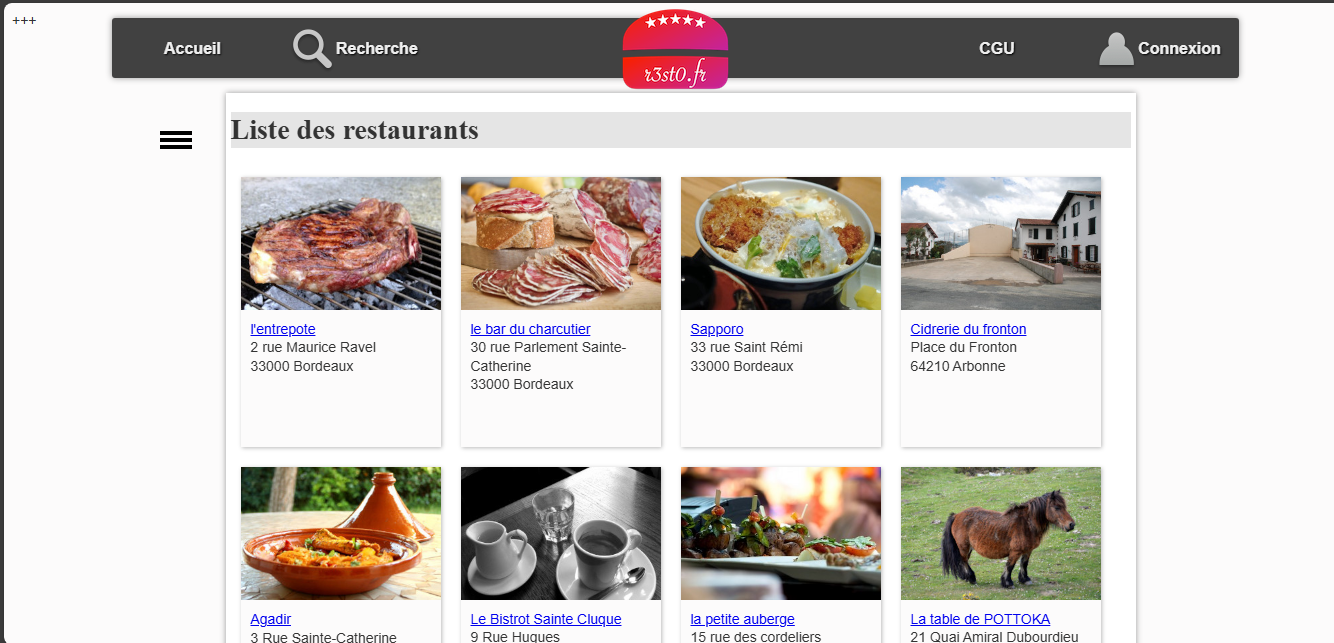 +++
Accueil
Recherche
r3st0.fr
CGU
Connexion
Liste des restaurants
l'entrepote
2 rue Maurice Ravel
33000 Bordeaux
le bar du charcutier
30 rue Parlement Sainte-
Catherine
33000 Bordeaux
Sapporo
33 rue Saint Rémi
33000 Bordeaux
Cidrerie du fronton
Place du Fronton
64210 Arbonne
Agadir
3 Rue Sainte-Catherine
Le Bistrot Sainte Cluque
9 Rue Hugues
la petite auberge
15 rue des cordeliers
La table de POTTOKA
21 Quai Amiral Dubourdieu